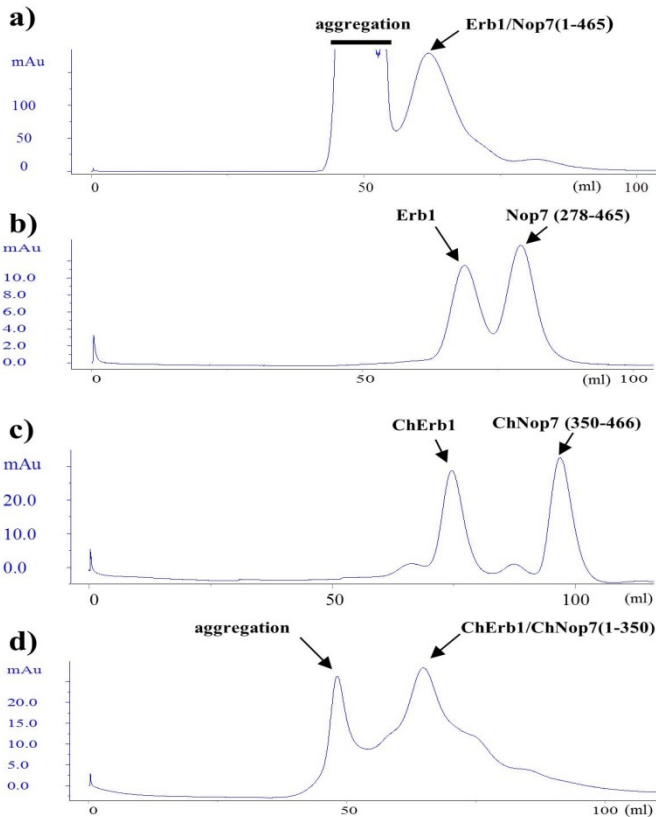 a)
aggregation
Erb1/Nop7(1-465)
mAu
100
50
0
0
50
(ml)
100
b)
Erb1
Nop7 (278-465)
mAu
10.0
8.0
6.0
4.0
2.0
0.0
0
50
(ml)
100
c)
ChErb1
ChNop7 (350-466)
mAu
20.0
10.0
0.0
0
50
100
(ml)
d)
aggregation
ChErb1/ChNop7(1-350)
mAu
20.0
15.0
10.0
5.0
0.0
0
50
100
(ml)